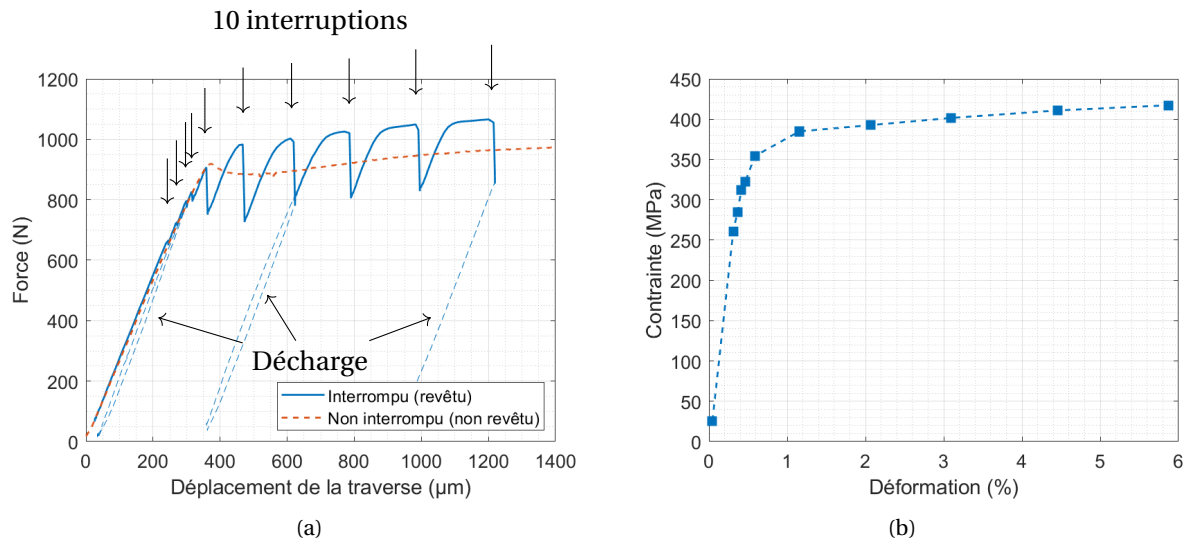 10 interruptions
1200
1000
800
600
400
200
0
Force (N)
Décharge
Interrompu (revêtu)
Non interrompu (non revêtu)
0 200 400 600 800 1000 1200 1400
Déplacement de la traverse (µm)
(a)
450
400
350
300
250
200
150
100
50
0
Contrainte (MPa)
0 1 2 3 4 5 6
Déformation (%)
(b)